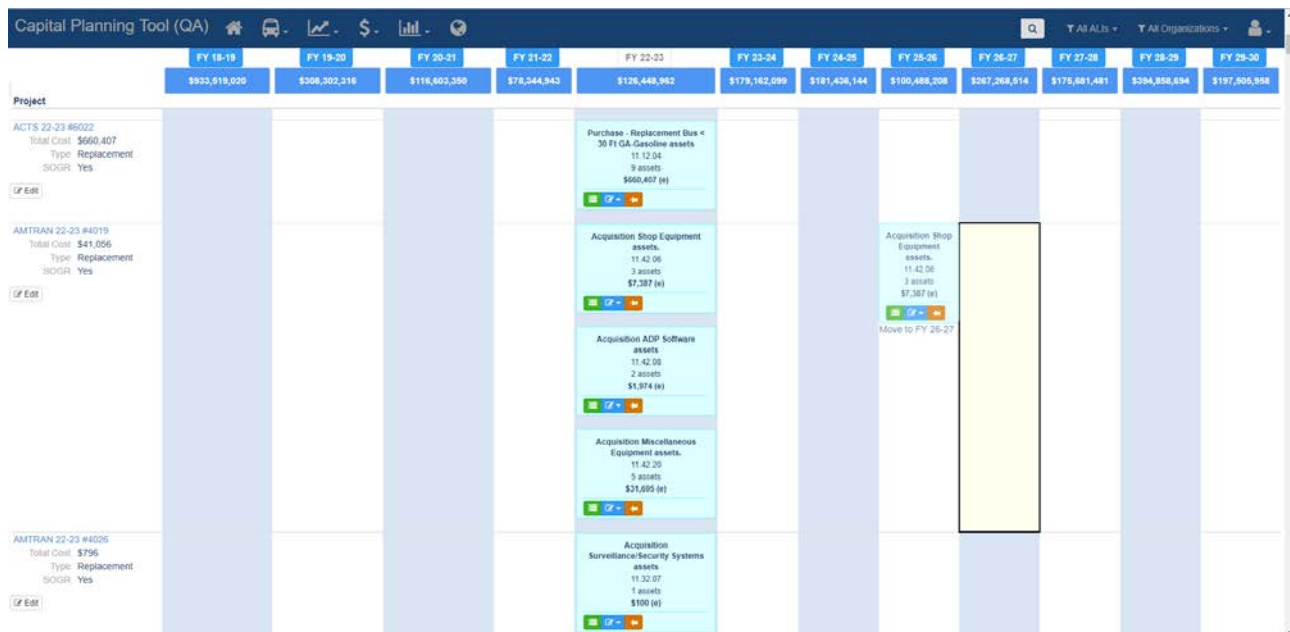 Capital Planning Tool (QA)
$
All ALIs
All Organizations
FY 18-19 FY 19-20 FY 20-21 FY 21-22 FY 22-23 FY 23-24 FY 24-25 FY 25-26 FY 26-27 FY 27-28 FY 28-29 FY 29-30
$933,519,020 $308,302,316 $116,603,350 $78,344,943 $126,448,962 $179,162,099 $181,436,144 $100,488,208 $267,268,514 $175,681,481 $394,858,694 $197,505,958
Project
ACTS 22-23 #6022
Total Cost $660,407
Type Replacement
SOGR Yes
Edit
Purchase - Replacement Bus <
30 Ft GA-Gasoline assets
11.12.04
9 assets
$660,407 (e)
AMTRAN 22-23 #4019
Total Cost $41,056
Type Replacement
SOGR Yes
Edit
Acquisition Shop Equipment
assets.
11.42.06
3 assets
$7,387 (e)
Acquisition ADP Software
assets
11.42.08
2 assets
$1,974 (e)
Acquisition Miscellaneous
Equipment assets.
11.42.20
5 assets
$31,695 (e)
Acquisition Shop
Equipment
assets.
11.42.06
3 assets
$7,387 (e)
Move to FY 26-27
AMTRAN 22-23 #4026
Total Cost $796
Type Replacement
SOGR Yes
Edit
Acquisition
Surveillance/Security Systems
assets
11.32.07
1 assets
$100 (e)